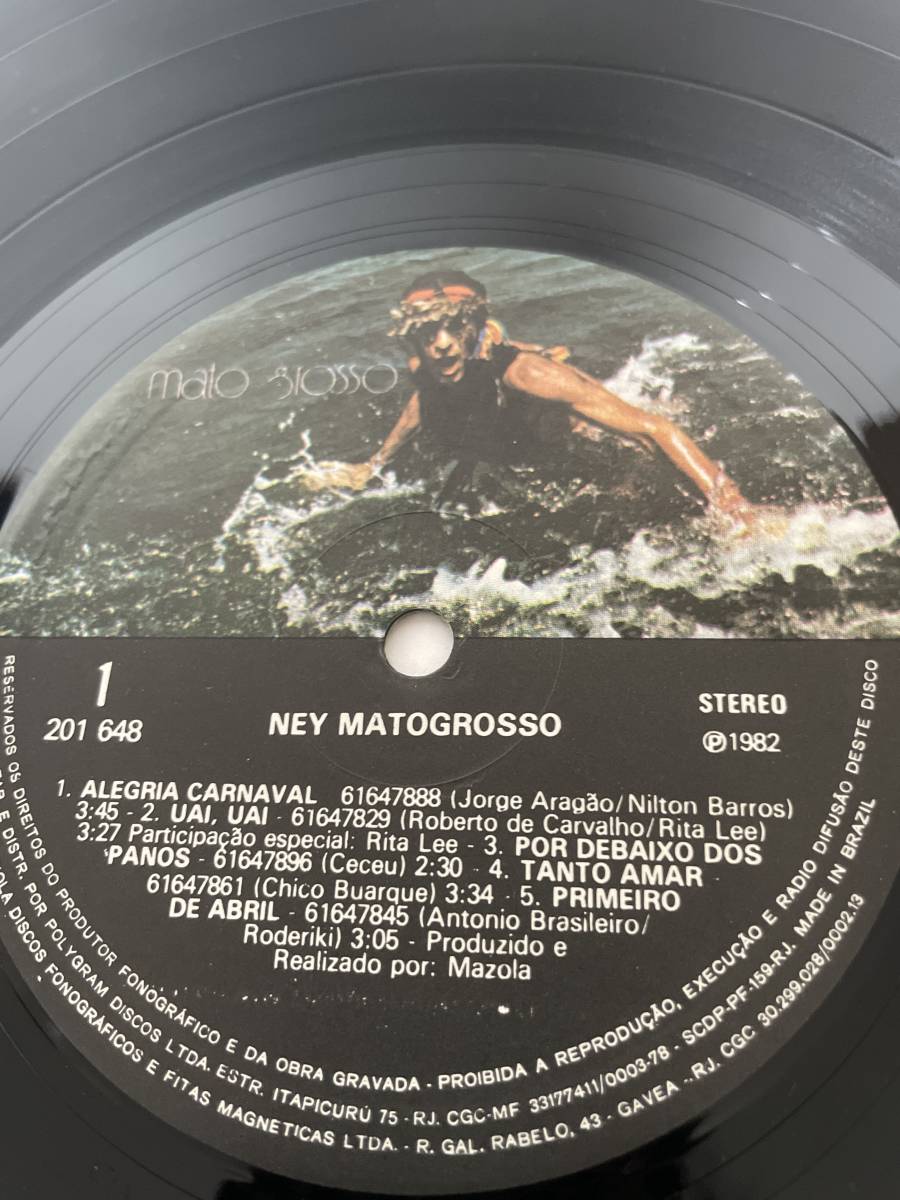 mato grosso
1
201 648
NEY MATOGROSSO
STEREO
Ⓟ1982
1. ALEGRIA CARNAVAL 61647888 (Jorge Aragão/Nilton Barros)
3:45 - 2. UAI, UAI - 61647829 (Roberto de Carvalho/Rita Lee)
3:27 Participação especial: Rita Lee - 3. POR DEBAIXO DOS
PANOS - 61647896 (Ceceu) 2:30 - 4. TANTO AMAR -
61647861 (Chico Buarque) 3:34 - 5. PRIMEIRO
DE ABRIL - 61647845 (Antonio Brasileiro/
Roderiki) 3:05 - Produzido e
Realizado por: Mazola
RESERVADOS OS DIREITOS DO PRODUTOR FONOGRÁFICO E DA OBRA GRAVADA - PROIBIDA A REPRODUÇÃO, EXECUÇÃO E RADIO DIFUSÃO DESTE DISCO
E DISTR. POR POLYGRAM DISCOS LTDA. ESTR. ITAPICURÚ 75 - RJ. CGC-MF 33177411/0003-78 - SCDP-PF-159-RJ. MADE IN BRAZIL
DISCOS FONOGRÁFICOS E FITAS MAGNETICAS LTDA. - R. GAL. RABELO, 43 - GAVEA - RJ. CGC 30.299.028/0002.13